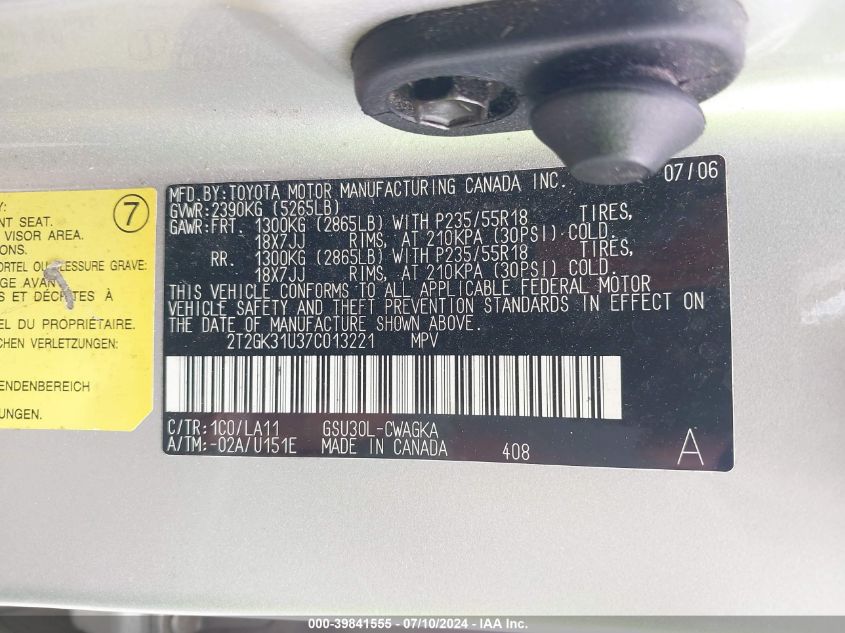 7
Y:
NT SEAT.
VISOR AREA.
ONS.
ORTEL OU BLESSURE GRAVE:
GE AVANT
S ET DÉCHETS À
EL DU PROPRIÉTAIRE.
CHEN VERLETZUNG.
ENDENBEREICH
UNGEN.
MFD.BY:TOYOTA MOTOR MANUFACTURING CANADA INC. 07/06
GVWR:2390KG (5265LB)
GAWR:FRT. 1300KG (2865LB) WITH P235/55R18 TIRES,
18X7JJ RIMS, AT 210KPA (30PSI) COLD.
RR. 1300KG (2865LB) WITH P235/55R18 TIRES,
18X7JJ RIMS, AT 210KPA (30PSI) COLD.
THIS VEHICLE CONFORMS TO ALL APPLICABLE FEDERAL MOTOR
VEHICLE SAFETY AND THEFT PREVENTION STANDARDS IN EFFECT ON
THE DATE OF MANUFACTURE SHOWN ABOVE.
2T2GK31U37C013221 MPV
C/TR:1C0/LA11 GSU30L-CWAGKA
A/TM:-02A/U151E MADE IN CANADA 408 A
000-39841555 - 07/10/2024 - IAA Inc.